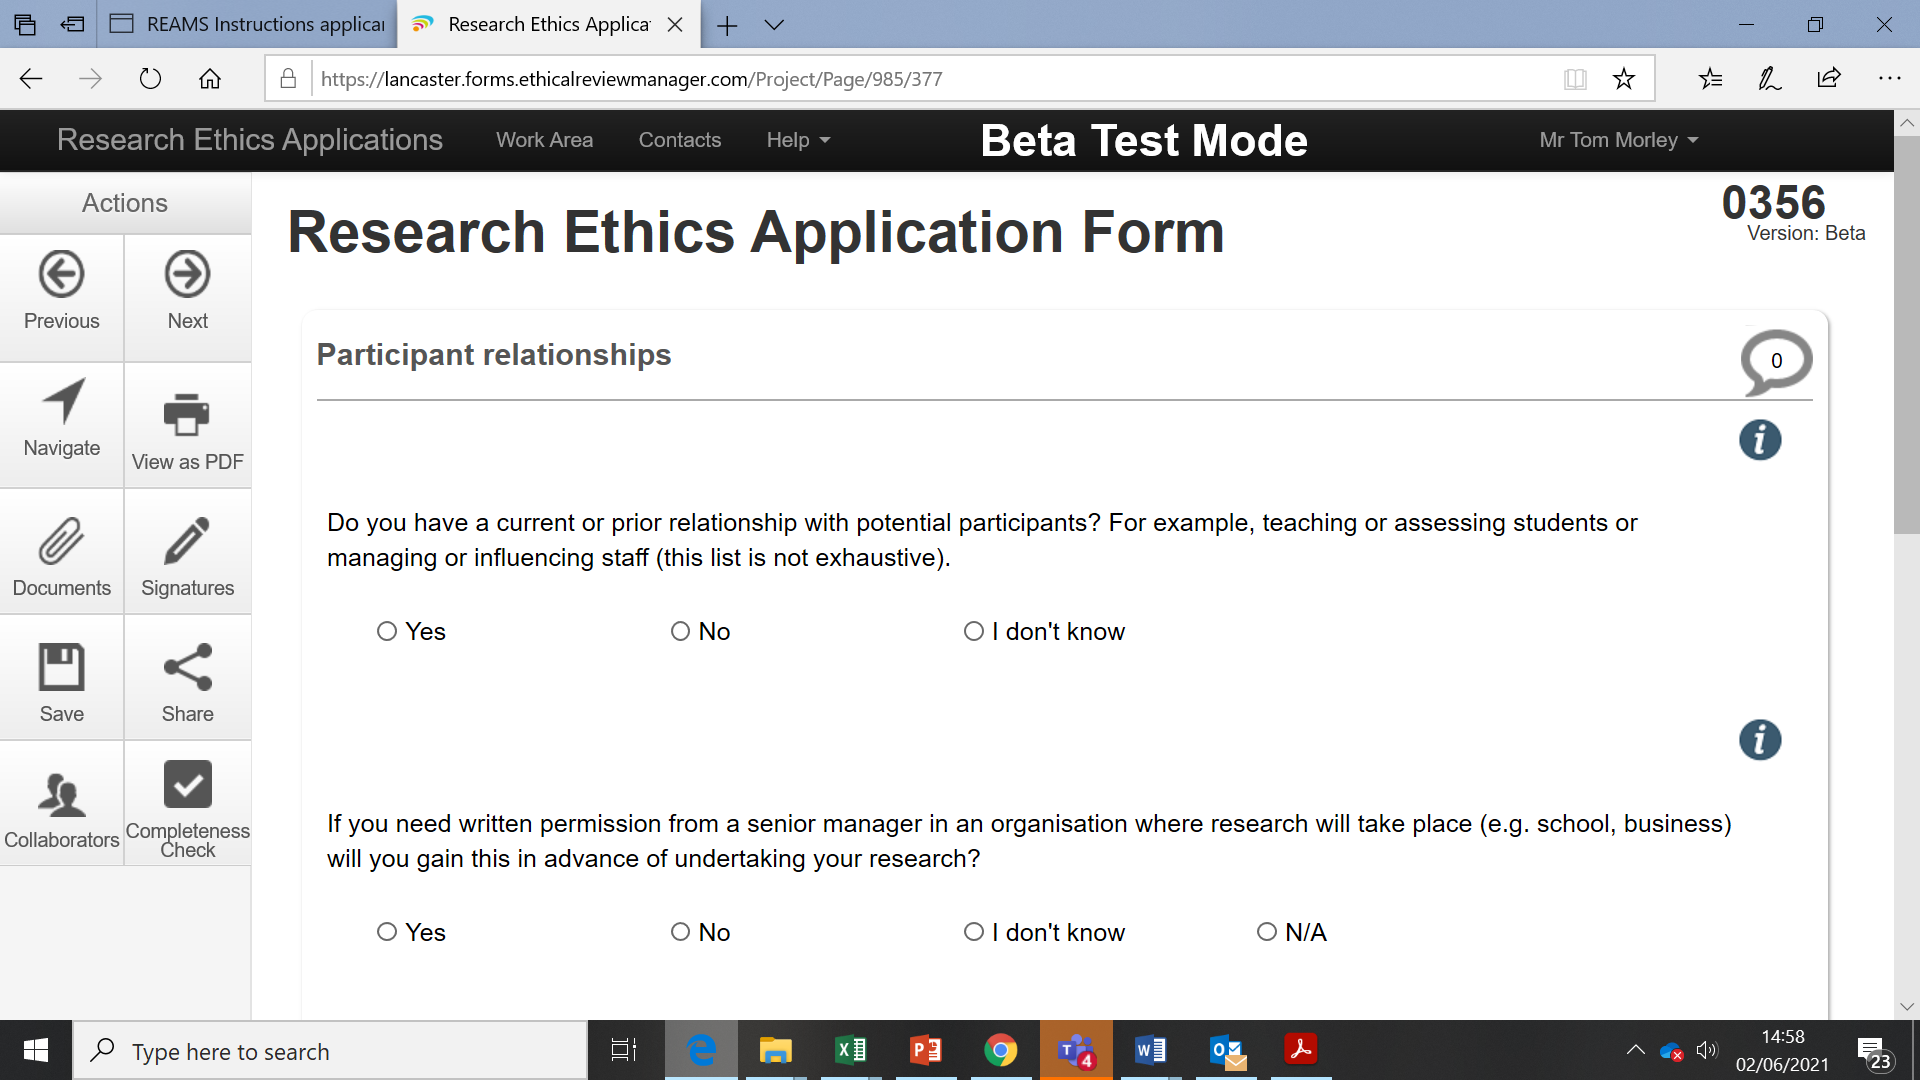 REAMS Instructions applicar
Research Ethics Applica
https://lancaster.forms.ethicalreviewmanager.com/Project/Page/985/377
Research Ethics Applications
Work Area
Contacts
Help
Beta Test Mode
Mr Tom Morley
Actions
Previous
Next
Navigate
View as PDF
Documents
Signatures
Save
Share
Collaborators
Completeness
Check
Research Ethics Application Form
0356
Version: Beta
Participant relationships
0
i
Do you have a current or prior relationship with potential participants? For example, teaching or assessing students or
managing or influencing staff (this list is not exhaustive).
Yes
No
I don't know
i
If you need written permission from a senior manager in an organisation where research will take place (e.g. school, business)
will you gain this in advance of undertaking your research?
Yes
No
I don't know
N/A
Type here to search
4
14:58
02/06/2021
23